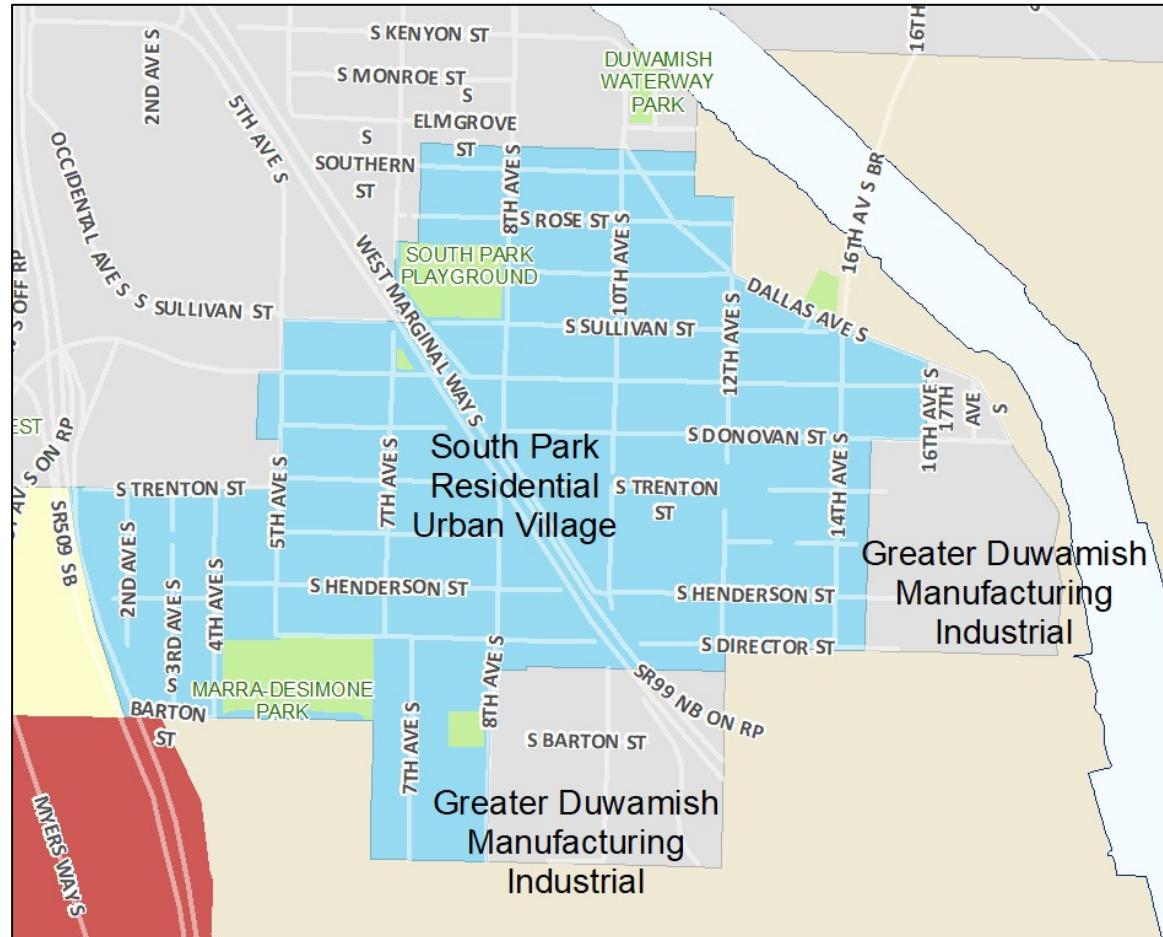 S KENYON ST
16TH
2ND AVE S
S MONROE ST
DUWAMISH
WATERWAY
PARK
5TH AVE S
S
ELMGROVE
ST
OCCIDENTAL AVE S
S
SOUTHERN
ST
8TH AVE S
16TH AV S BR
S ROSE ST
10TH AVE S
SOUTH PARK
PLAYGROUND
WEST MARGINAL WAY S
S OFF RP
S SULLIVAN ST
S SULLIVAN ST
DALLAS AVE S
12TH AVE S
16TH AVE S
17TH
AVE
S
EST
AV S ON RP
S DONOVAN ST
South Park
Residential
Urban Village
7TH AVE S
5TH AVE S
S TRENTON ST
S TRENTON
ST
14TH AVE S
SR509 SB
2ND AVE S
3RD AVE S
4TH AVE S
S HENDERSON ST
S HENDERSON ST
Greater Duwamish
Manufacturing
Industrial
S DIRECTOR ST
8TH AVE S
SR99 NB ON RP
MARRA-DESIMONE
PARK
S
BARTON
ST
7TH AVE S
S BARTON ST
Greater Duwamish
Manufacturing
Industrial
MYERS WAY S